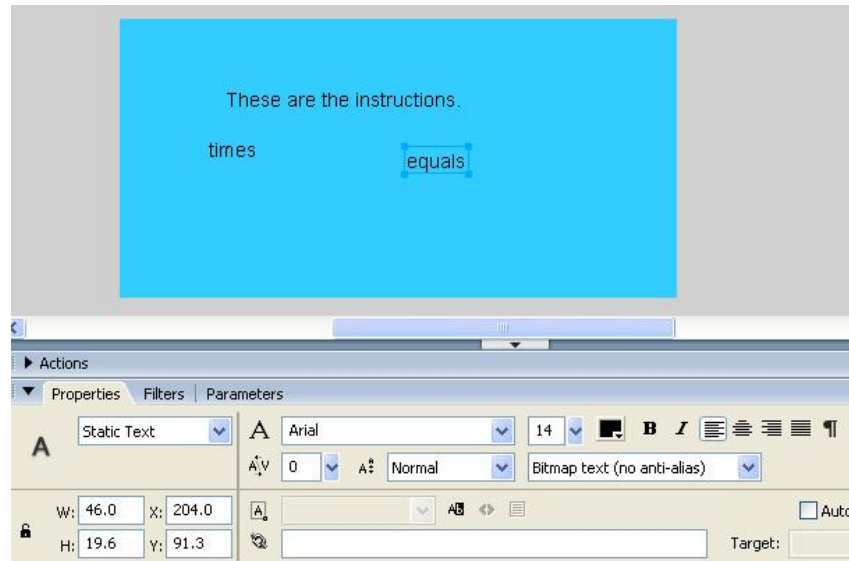 These are the instructions.
times
equals
Actions
Properties Filters Parameters
A Static Text A Arial 14 B I ¶
A/V 0 Normal Bitmap text (no anti-alias)
W: 46.0 X: 204.0 Auto
H: 19.6 Y: 91.3 Target: